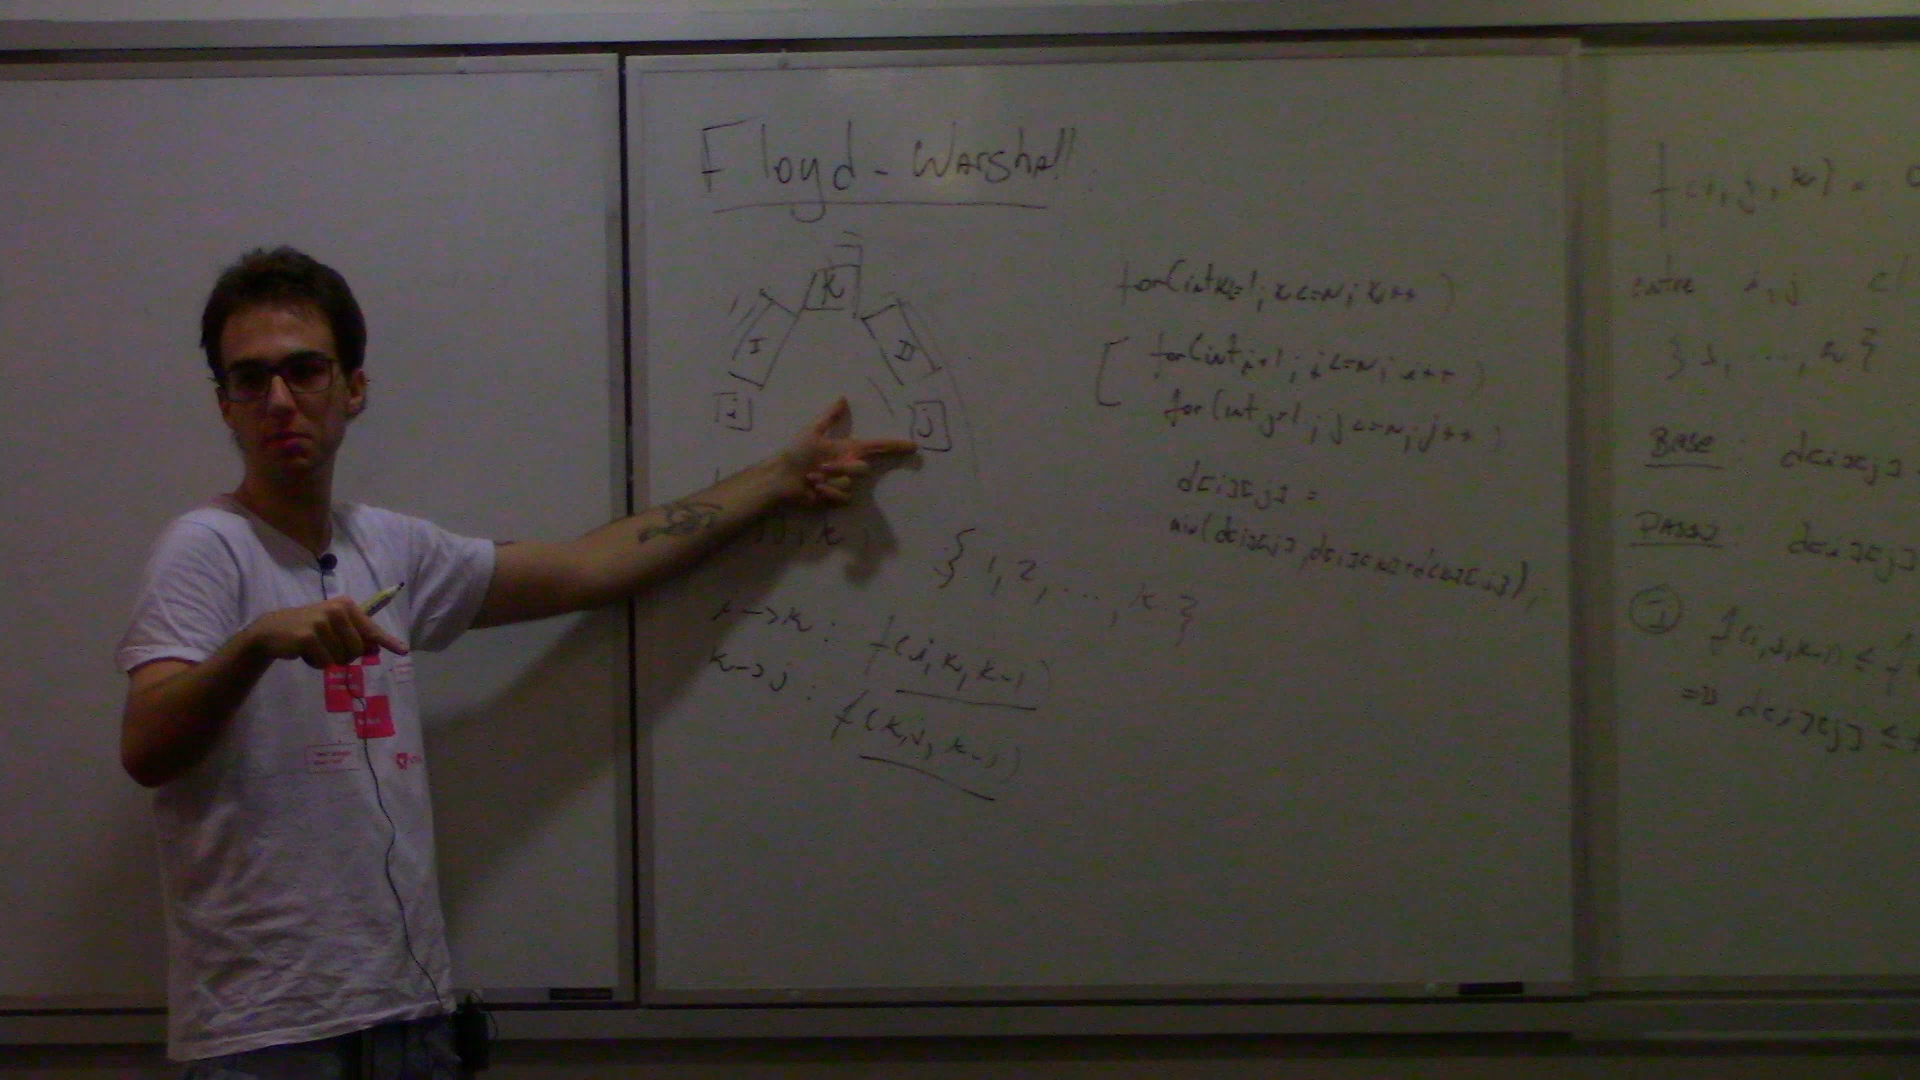 Floyd-Warshall
K
I
D
i
j
for(int k=1; k<=N; k++)
for(int i=1; i<=N; i++)
for(int j=1; j<=N; j++)
d[i][j] =
min(d[i][j], d[i][k]+d[k][j]);
k
{1, 2, ..., k}
i->k: f(i, k, k-1)
k->j: f(k, j, k-1)
f(i, j, k) =
entre i, j
{1, ..., k}
BASE: d[i][j]
PASSO: d[i][j]
I f(i, j, k-1) ≤ f
=> d[i][j] ≤